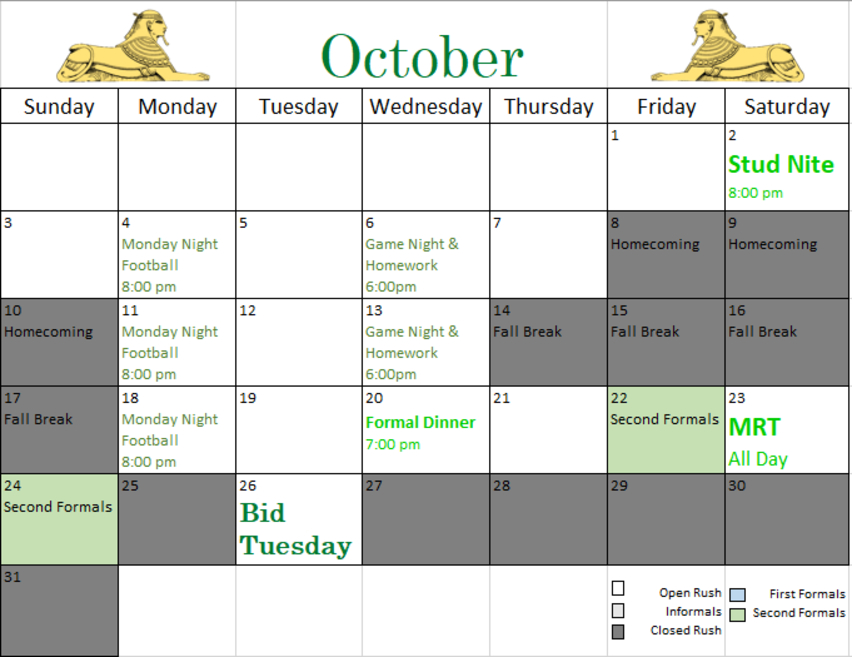 October
Sunday Monday Tuesday Wednesday Thursday Friday Saturday
1
2
Stud Nite
8:00 pm
3
4
Monday Night
Football
8:00 pm
5
6
Game Night &
Homework
6:00pm
7
8
Homecoming
9
Homecoming
10
Homecoming
11
Monday Night
Football
8:00 pm
12
13
Game Night &
Homework
6:00pm
14
Fall Break
15
Fall Break
16
Fall Break
17
Fall Break
18
Monday Night
Football
8:00 pm
19
20
Formal Dinner
7:00 pm
21
22
Second Formals
23
MRT
All Day
24
Second Formals
25
26
Bid
Tuesday
27
28
29
30
31
Open Rush
Informals
Closed Rush
First Formals
Second Formals